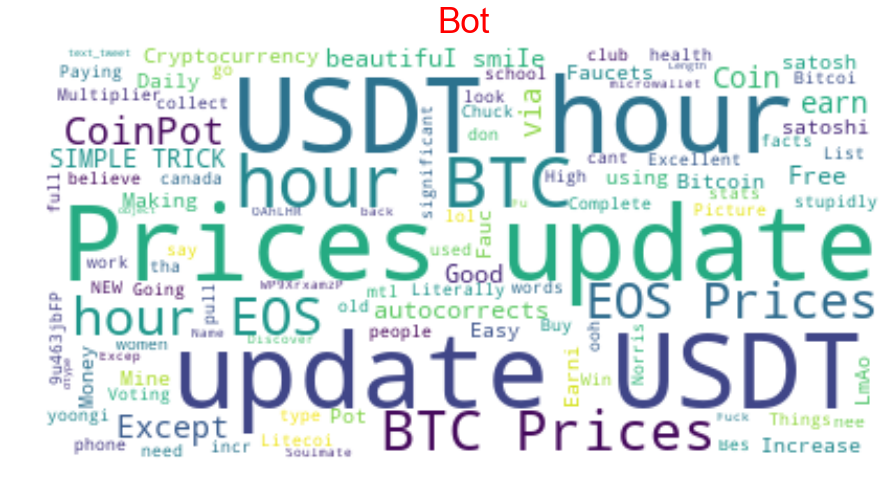 Bot
text_tweet
Cryptocurrency
beautifuI smiIe
club
health
satosh
Paying
Daily
go
USDT hour
school
Faucets
Length
microwallet
Coin
Bitcoi
Multiplier
collect
look
via
earn
CoinPot
Chuck
don
satoshi
facts
SIMPLE TRICK
hour BTC
significant
cant
Excellent
List
full
believe
canada
High
using
Bitcoin
Free
Making
Complete
stats
stupidly
object
OAhLHR
back
lol
Fauc
Pu
Picture
Prices update
say
used
work
tha
Good
NEW
Going
pull
WP9XrxamzP
old
mtl
Literally
words
EOS Prices
hour EOS
autocorrects
9u463jbFP
Name
Discover
people
Easy
Buy
ooh
women
Excep
Money
update USDT
Norris
LmAo
Mine
Earni
Win
Voting
yoongi
Except
type
Pot
BTC Prices
Fuck
Things
nee
phone
need
incr
Litecoi
Soulmate
Bes
Increase